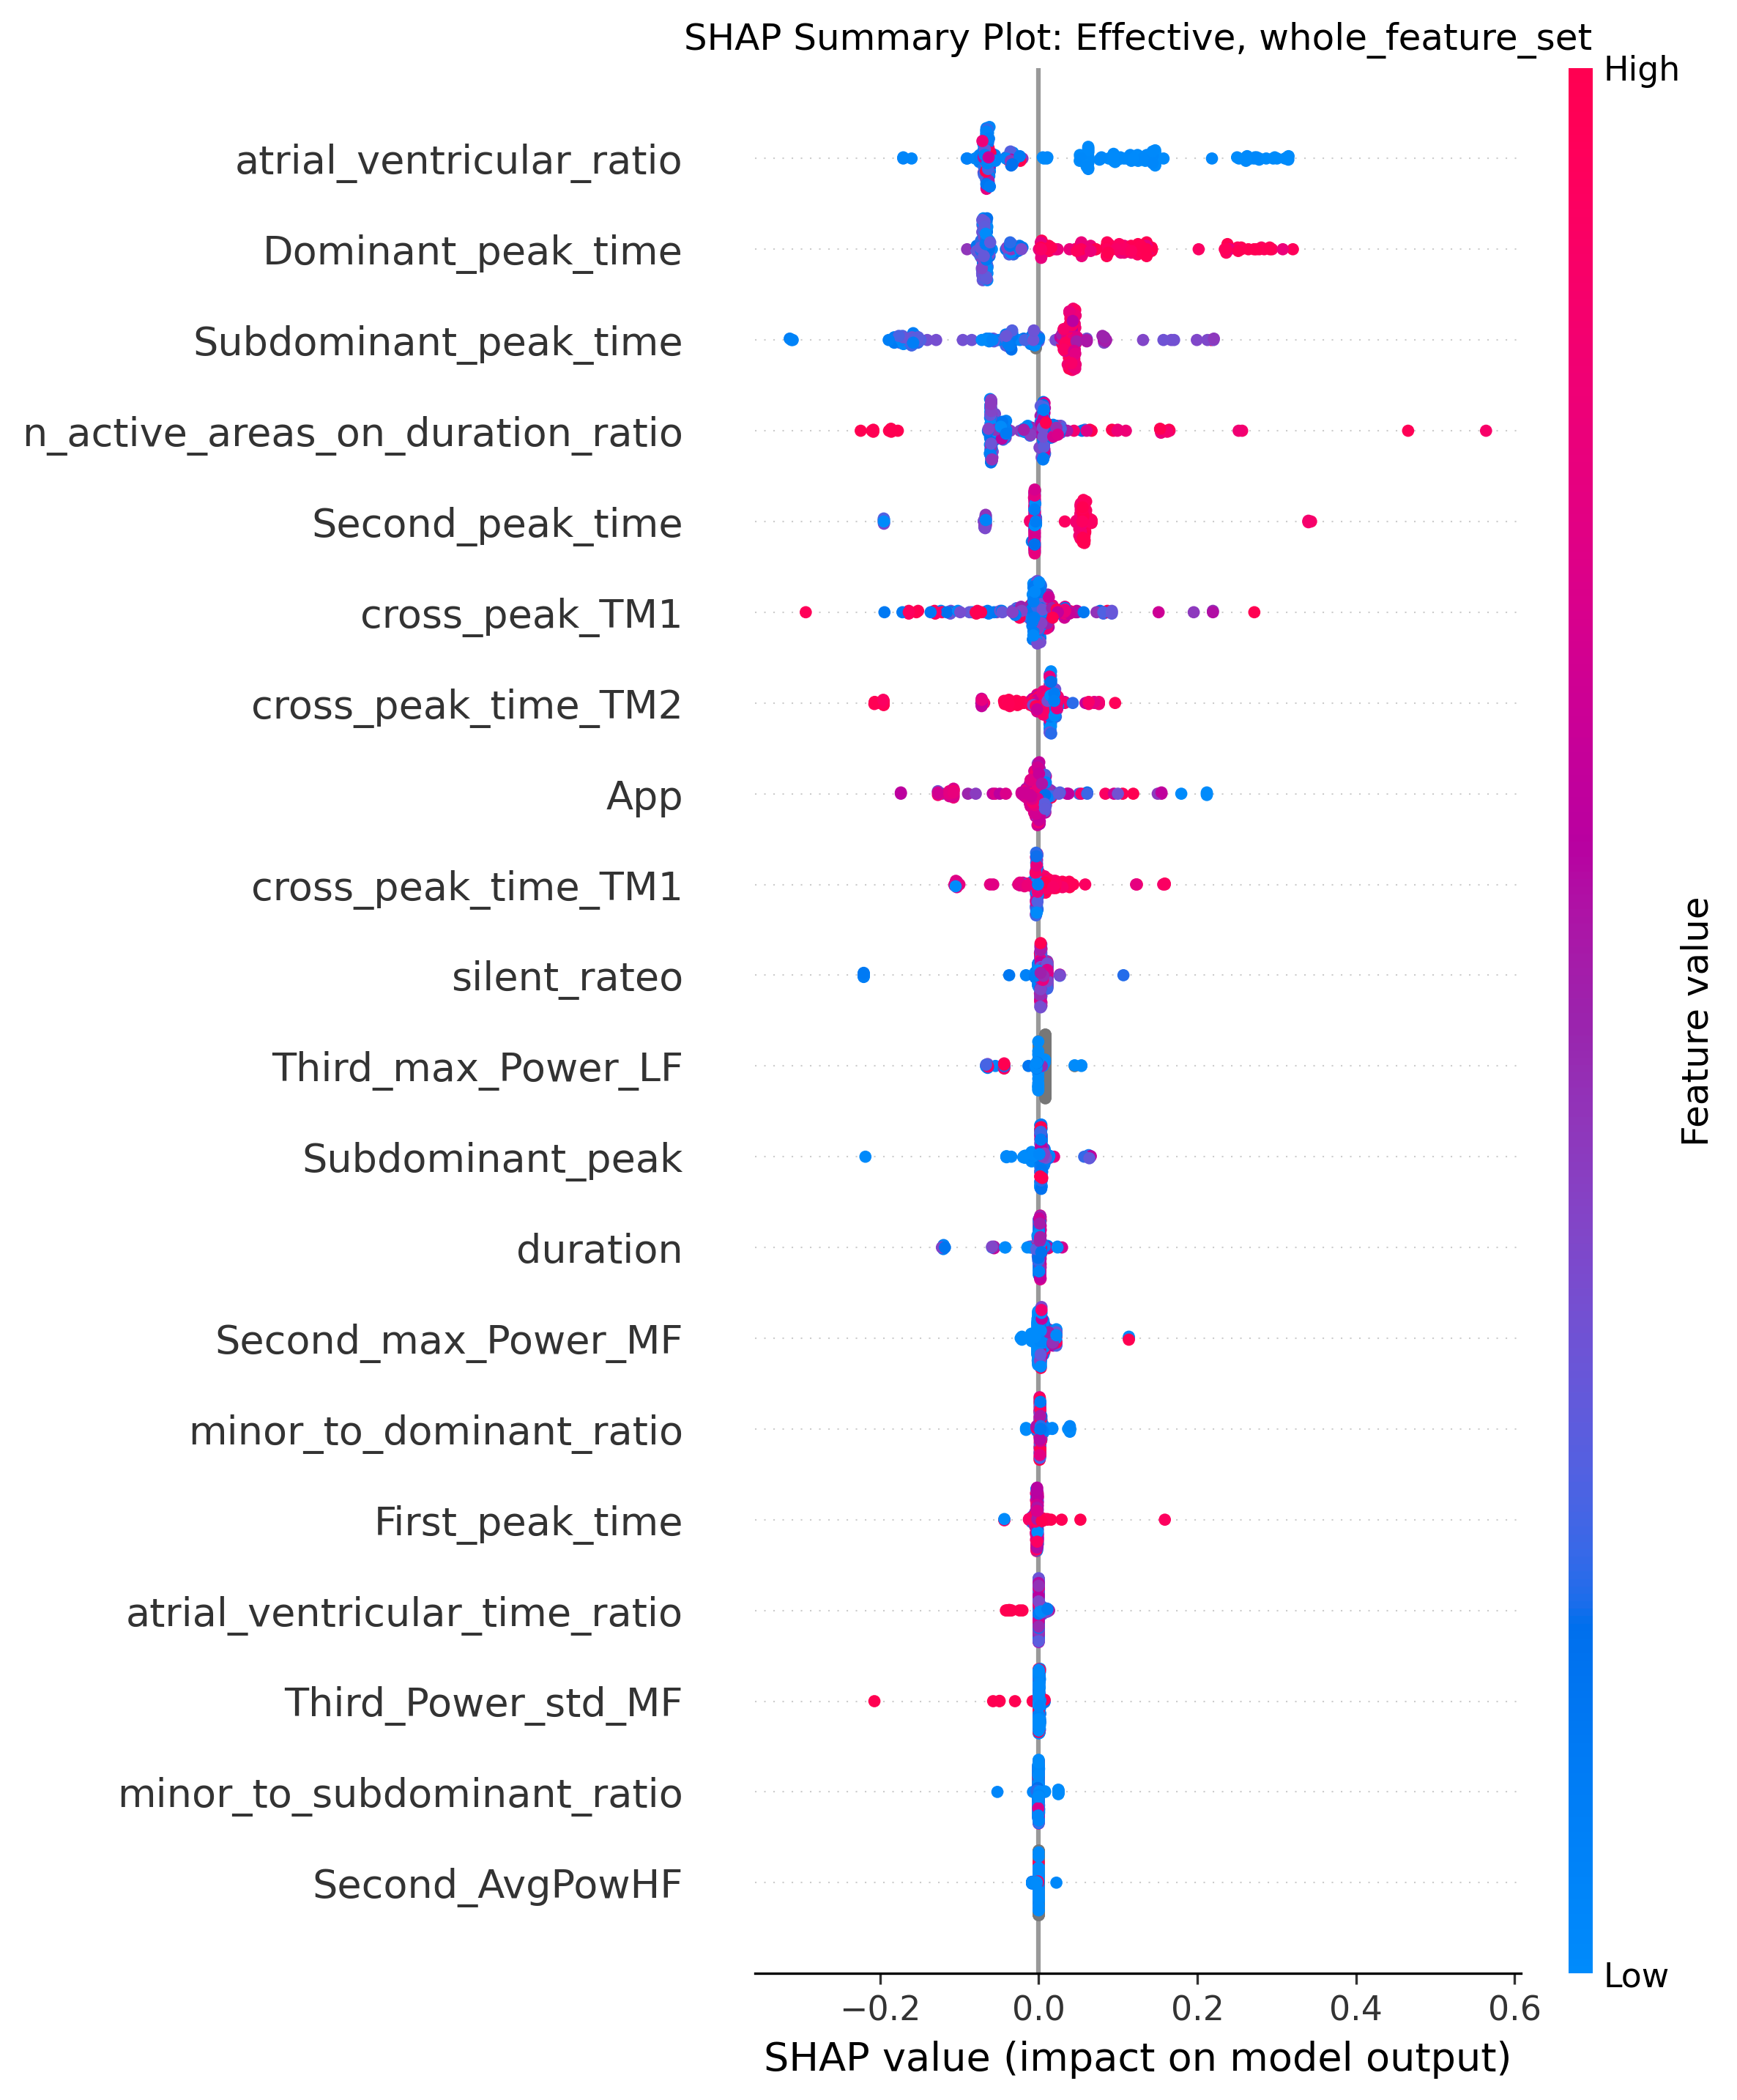 SHAP Summary Plot: Effective, whole_feature_set
High
atrial_ventricular_ratio
Dominant_peak_time
Subdominant_peak_time
n_active_areas_on_duration_ratio
Second_peak_time
cross_peak_TM1
cross_peak_time_TM2
App
cross_peak_time_TM1
silent_rateo
Third_max_Power_LF
Subdominant_peak
duration
Second_max_Power_MF
minor_to_dominant_ratio
First_peak_time
atrial_ventricular_time_ratio
Third_Power_std_MF
minor_to_subdominant_ratio
Second_AvgPowHF
Feature value
Low
−0.2 0.0 0.2 0.4 0.6
SHAP value (impact on model output)